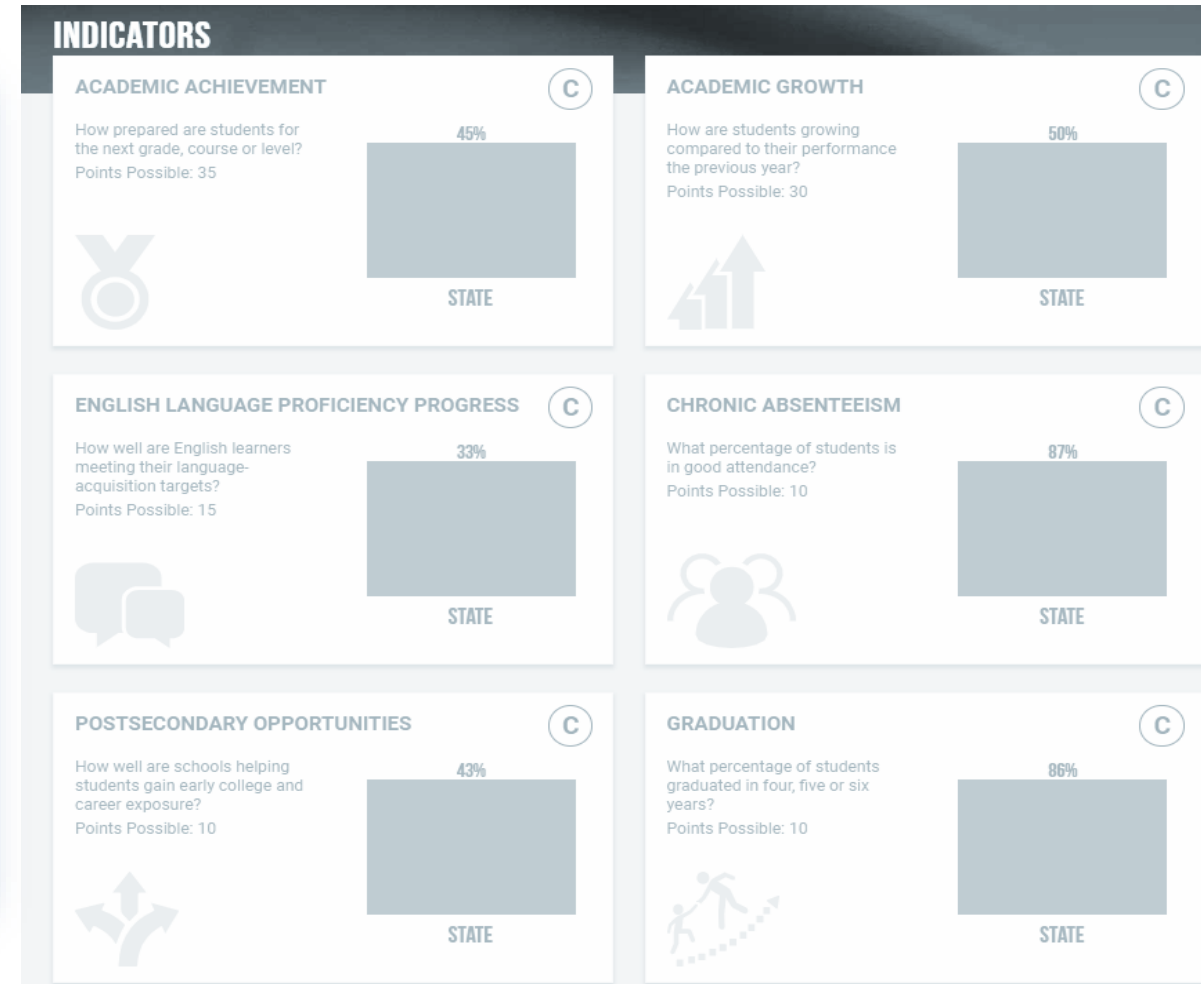 INDICATORS
ACADEMIC ACHIEVEMENT
C
How prepared are students for
the next grade, course or level?
Points Possible: 35
45%
STATE
ACADEMIC GROWTH
C
How are students growing
compared to their performance
the previous year?
Points Possible: 30
50%
STATE
ENGLISH LANGUAGE PROFICIENCY PROGRESS
C
How well are English learners
meeting their language-
acquisition targets?
Points Possible: 15
33%
STATE
CHRONIC ABSENTEEISM
C
What percentage of students is
in good attendance?
Points Possible: 10
87%
STATE
POSTSECONDARY OPPORTUNITIES
C
How well are schools helping
students gain early college and
career exposure?
Points Possible: 10
43%
STATE
GRADUATION
C
What percentage of students
graduated in four, five or six
years?
Points Possible: 10
86%
STATE